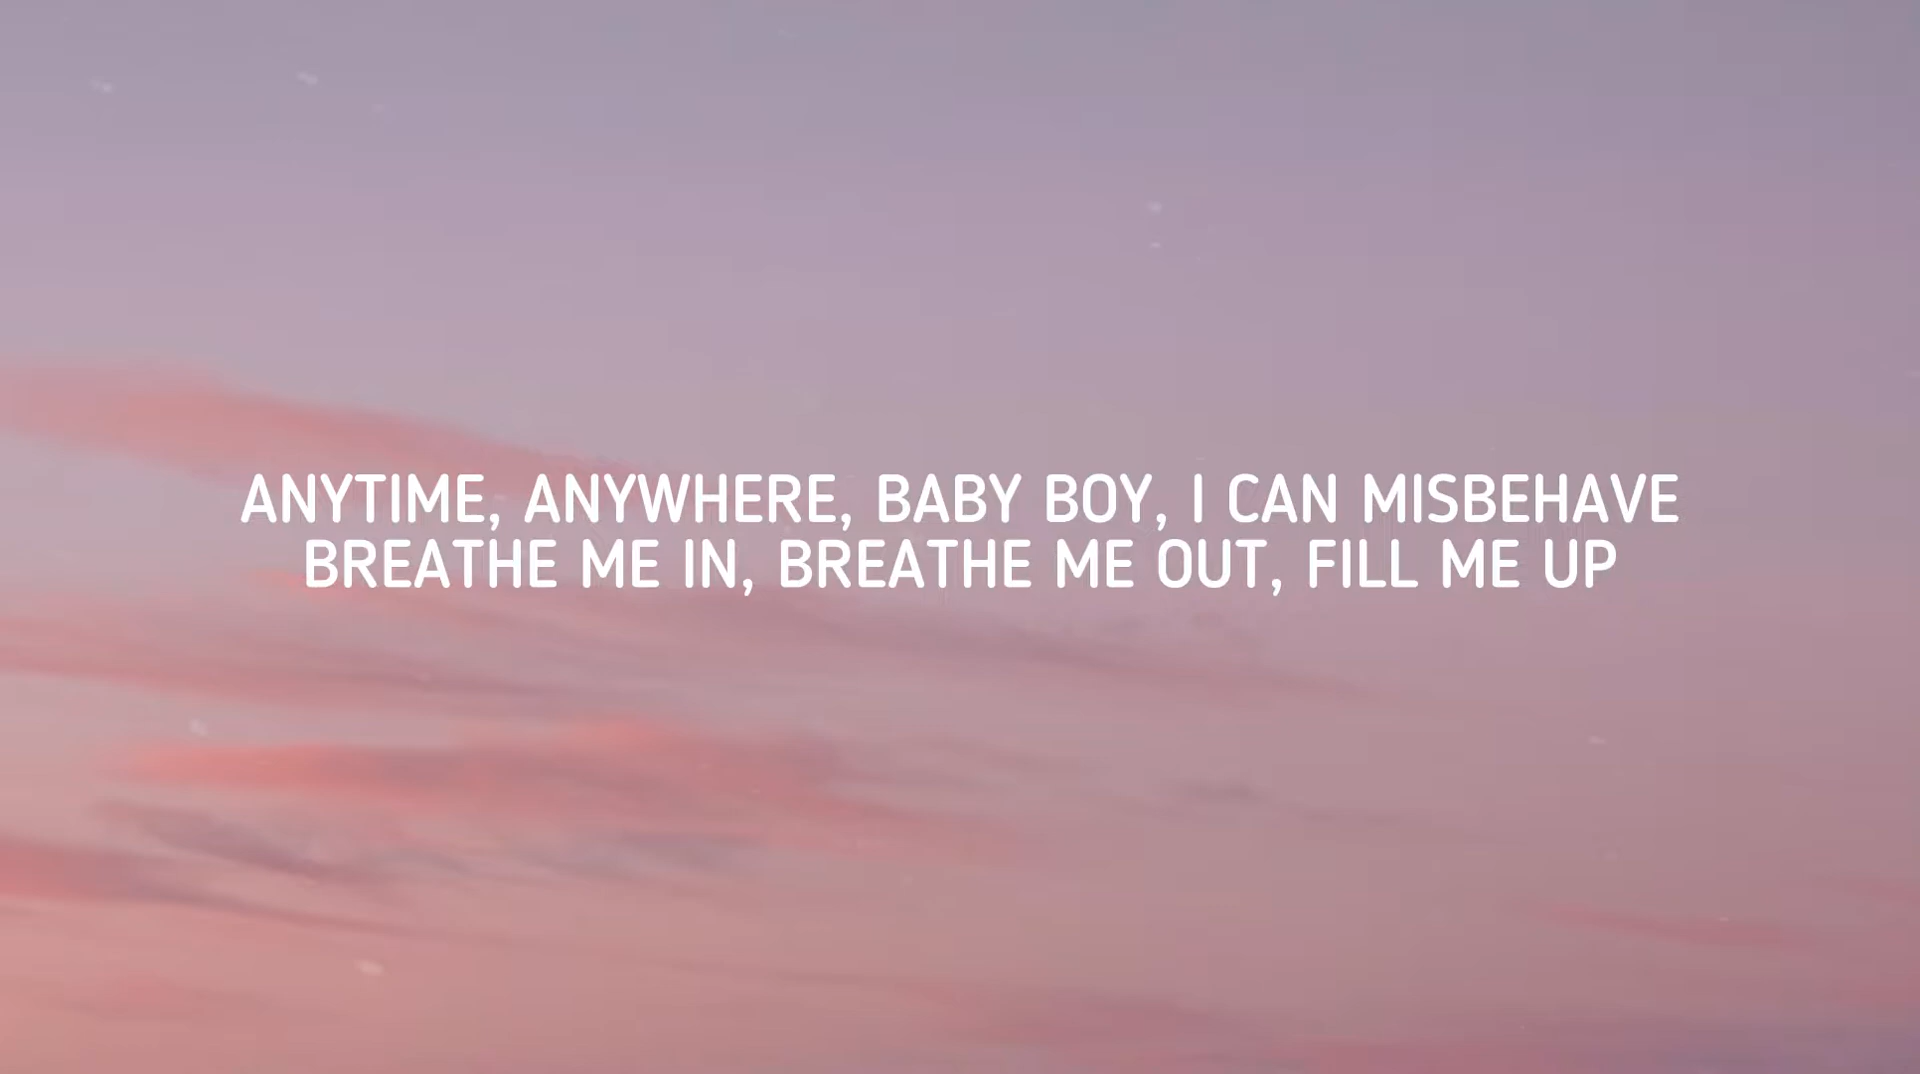 ANYTIME, ANYWHERE, BABY BOY, I CAN MISBEHAVE
BREATHE ME IN, BREATHE ME OUT, FILL ME UP